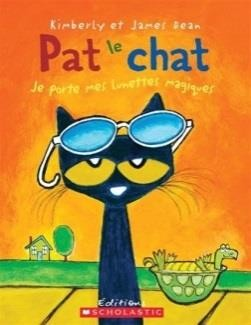 Kimberly et James Dean
Pat le chat
Je porte mes lunettes magiques
Éditions
SCHOLASTIC